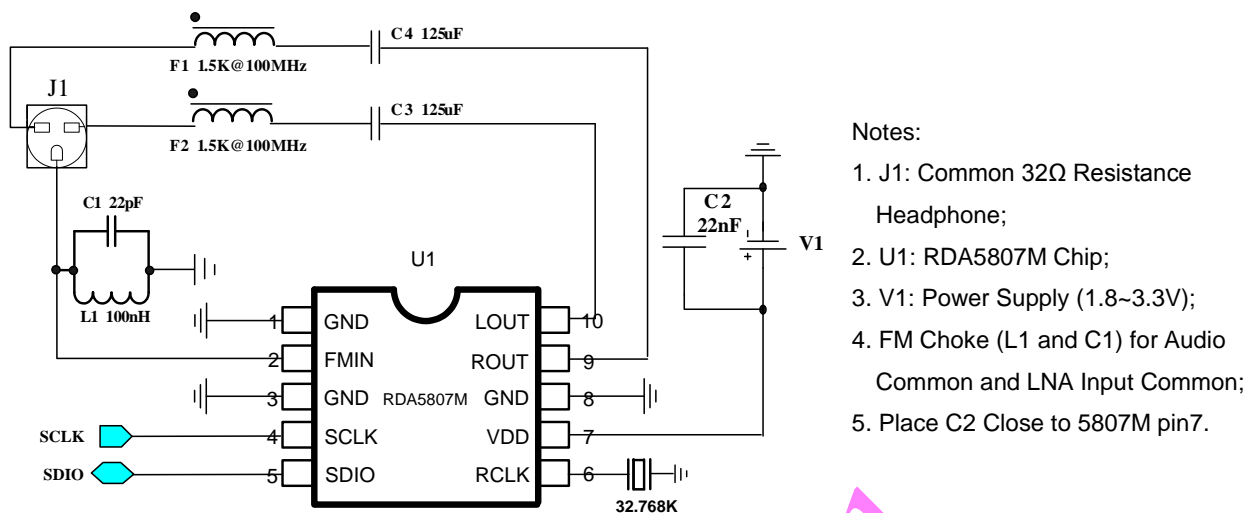 C4 125uF
F1 1.5K@100MHz
J1
C3 125uF
F2 1.5K@100MHz
C1 22pF
L1 100nH
C2
22nF
V1
-
+
U1
1 GND LOUT 10
2 FMIN ROUT 9
3 GND RDA5807M GND 8
SCLK 4 SCLK VDD 7
SDIO 5 SDIO RCLK 6
32.768K
Notes:
1. J1: Common 32Ω Resistance
Headphone;
2. U1: RDA5807M Chip;
3. V1: Power Supply (1.8~3.3V);
4. FM Choke (L1 and C1) for Audio
Common and LNA Input Common;
5. Place C2 Close to 5807M pin7.